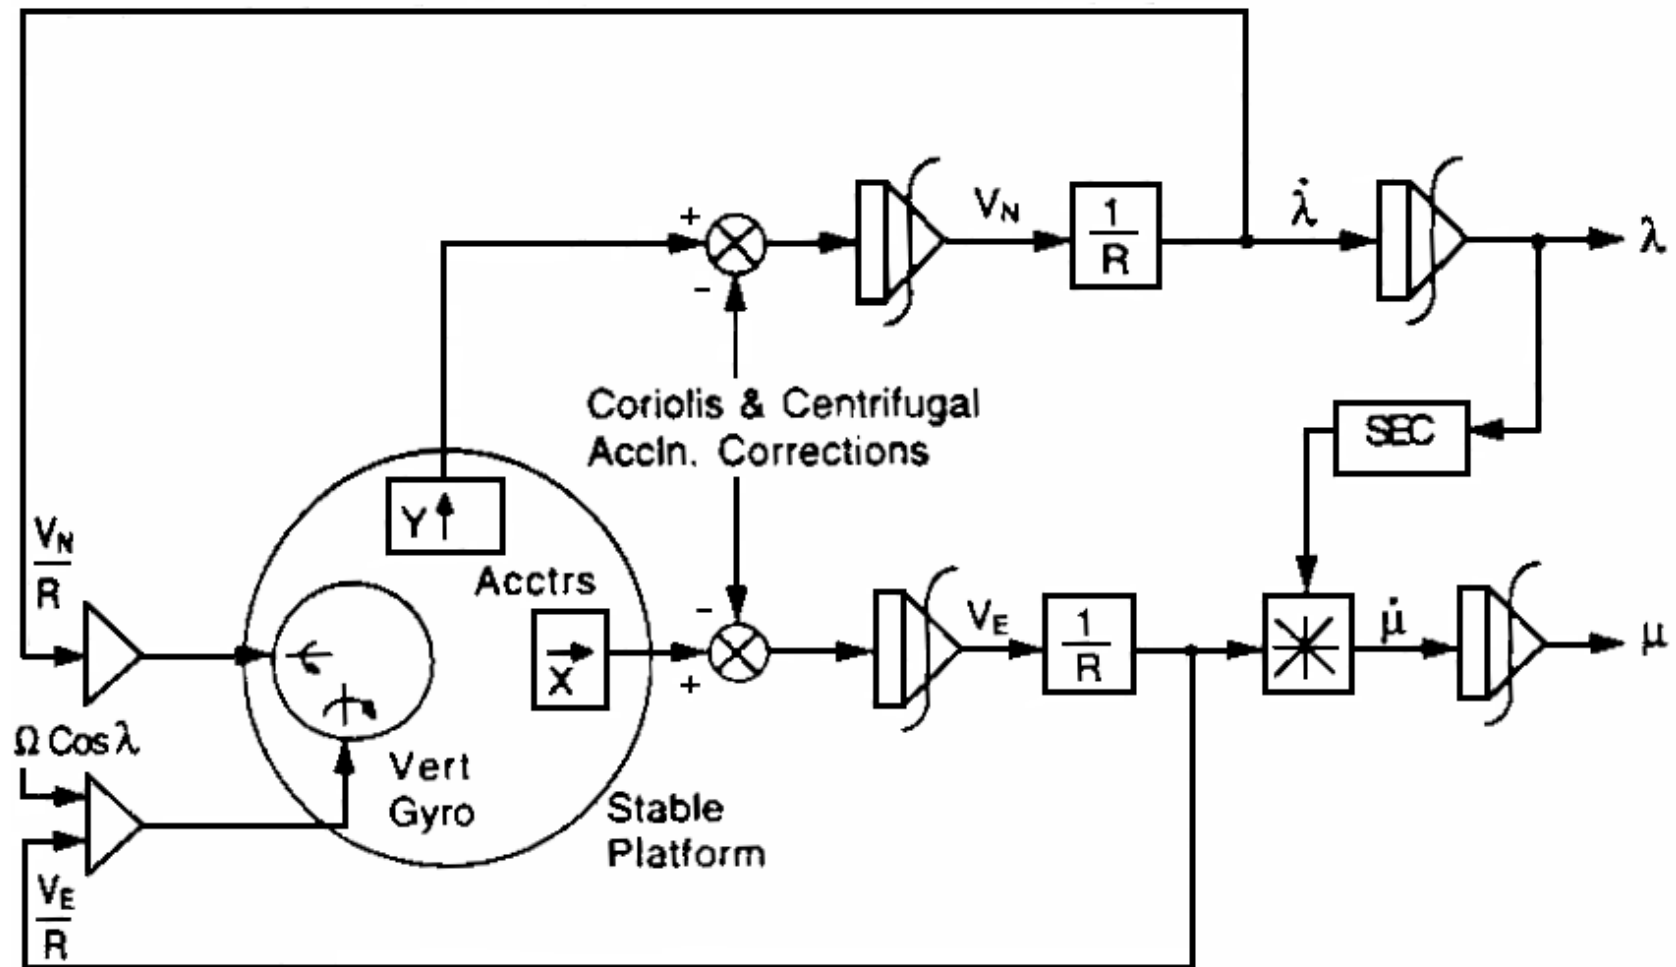 V_N
1
R
λ̇
λ
Coriolis & Centrifugal
Accln. Corrections
SEC
Y
V_N
R
Acctrs
X
V_E
1
R
μ̇
μ
Ω Cos λ
Vert
Gyro
Stable
Platform
V_E
R
+
-
-
+